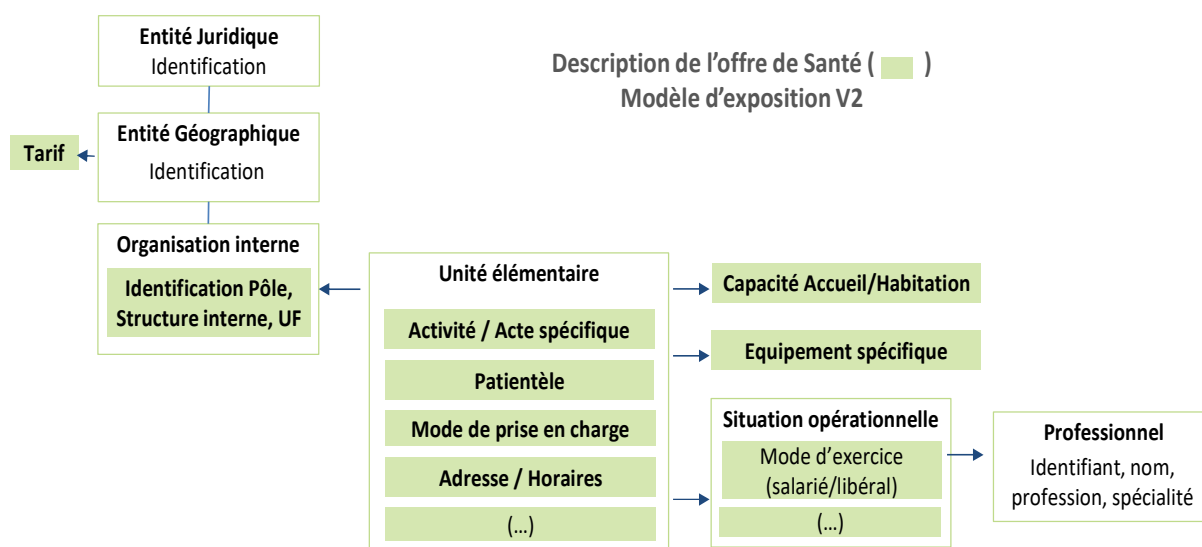 Entité Juridique
Identification
Description de l’offre de Santé ( )
Modèle d’exposition V2
Entité Géographique
Identification
Tarif
Organisation interne
Identification Pôle,
Structure interne, UF
Unité élémentaire
Activité / Acte spécifique
Patientèle
Mode de prise en charge
Adresse / Horaires
(…)
Capacité Accueil/Habitation
Equipement spécifique
Situation opérationnelle
Mode d’exercice
(salarié/libéral)
(…)
Professionnel
Identifiant, nom,
profession, spécialité